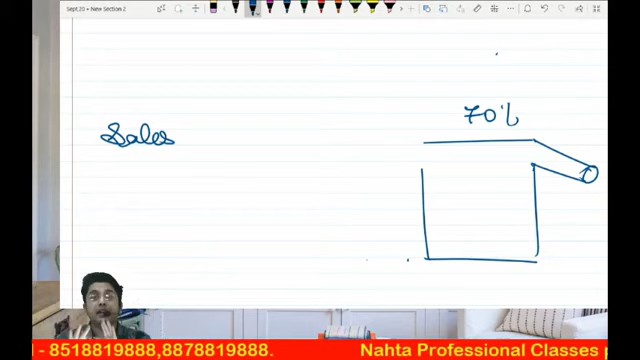 Sept.20 + New Section 2
70%
Sales
- 8518819888,8878819888. Nahta Professional Classes p